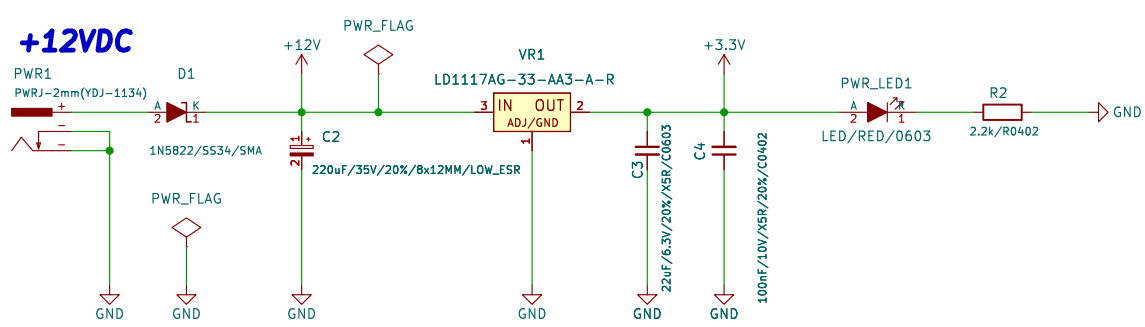 +12VDC
PWR1
PWRJ-2mm(YDJ-1134)
+
-
-
D1
A
K
2
1
1N5822/SS34/SMA
PWR_FLAG
GND
GND
+12V
PWR_FLAG
1
+
C2
2
220uF/35V/20%/8x12MM/LOW_ESR
GND
VR1
LD1117AG-33-AA3-A-R
3
IN
OUT
2
ADJ/GND
1
GND
C3
22uF/6.3V/20%/X5R/C0603
GND
+3.3V
C4
100nF/10V/X5R/20%/C0402
GND
PWR_LED1
A
K
2
1
LED/RED/0603
R2
2.2k/R0402
GND